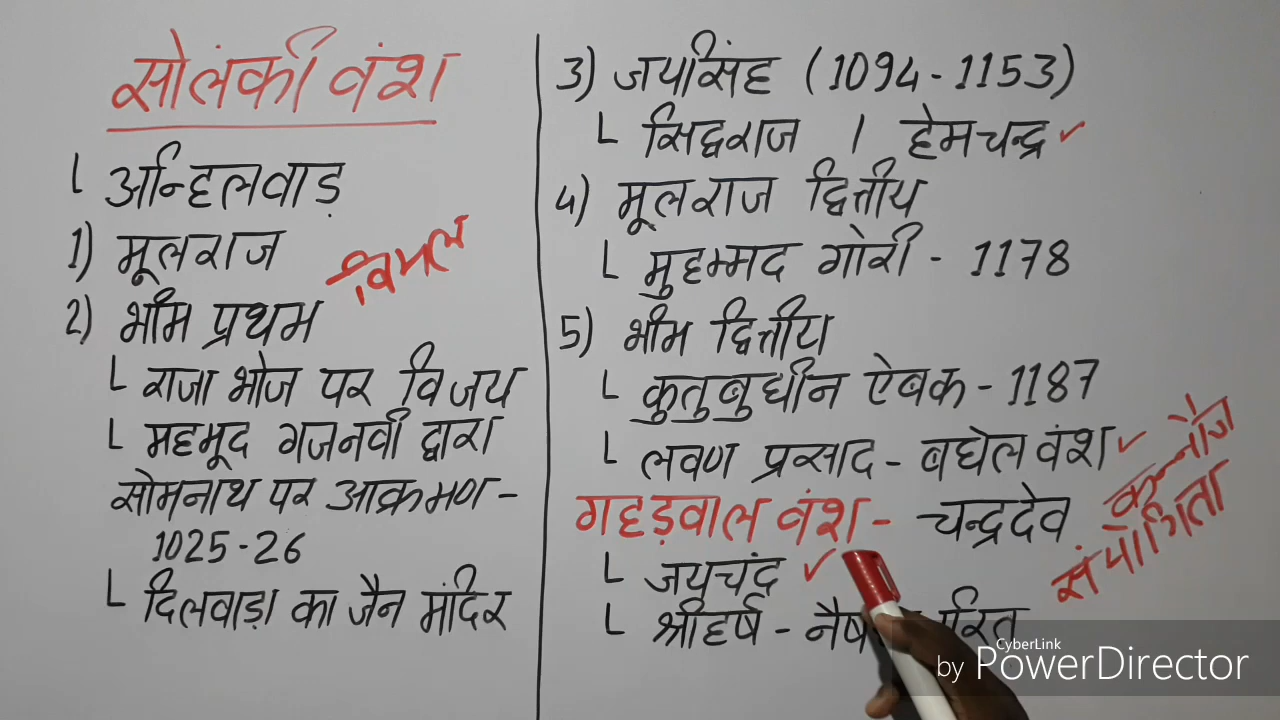 सोलंकी वंश
└ अन्हिलवाड़
1) मूलराज
विमल
2) भीम प्रथम
└ राजा भोज पर विजय
└ महमूद गजनवी द्वारा
सोमनाथ पर आक्रमण -
1025-26
└ दिलवाड़ा का जैन मंदिर
3) जयसिंह (1094-1153)
└ सिद्धराज / हेमचन्द्र ✓
4) मूलराज द्वितीय
└ मुहम्मद गोरी - 1178
5) भीम द्वितीय
└ कुतुबुद्दीन ऐबक - 1187
└ लवण प्रसाद - बघेल वंश ✓
गहड़वाल वंश - चन्द्रदेव
कन्नौज
संयोगिता
└ जयचंद ✓
└ श्रीहर्ष -
CyberLink
by PowerDirector